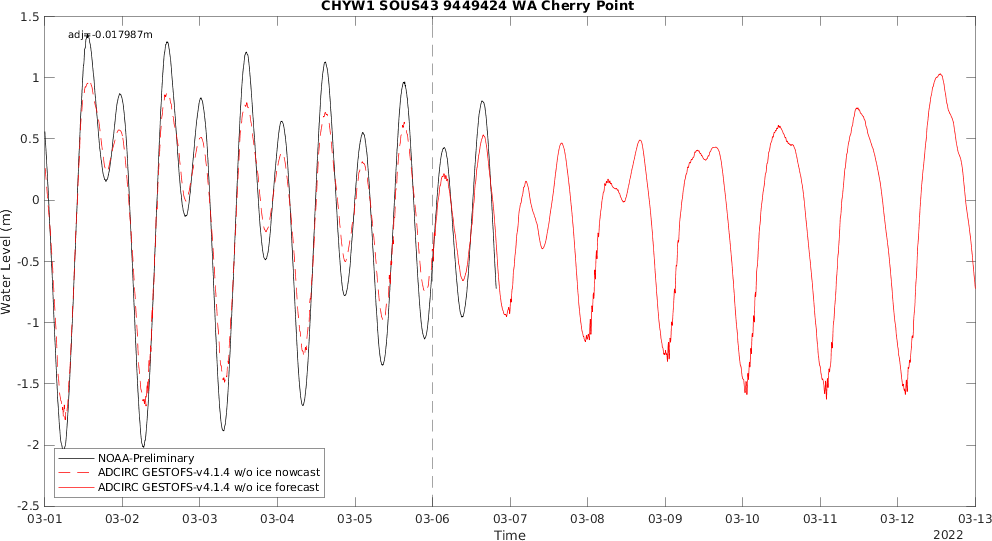 CHYW1 SOUS43 9449424 WA Cherry Point
adj=-0.017987m
1.5
1
0.5
0
-0.5
-1
-1.5
-2
-2.5
Water Level (m)
NOAA-Preliminary
ADCIRC GESTOFS-v4.1.4 w/o ice nowcast
ADCIRC GESTOFS-v4.1.4 w/o ice forecast
03-01 03-02 03-03 03-04 03-05 03-06 03-07 03-08 03-09 03-10 03-11 03-12 03-13
Time
2022